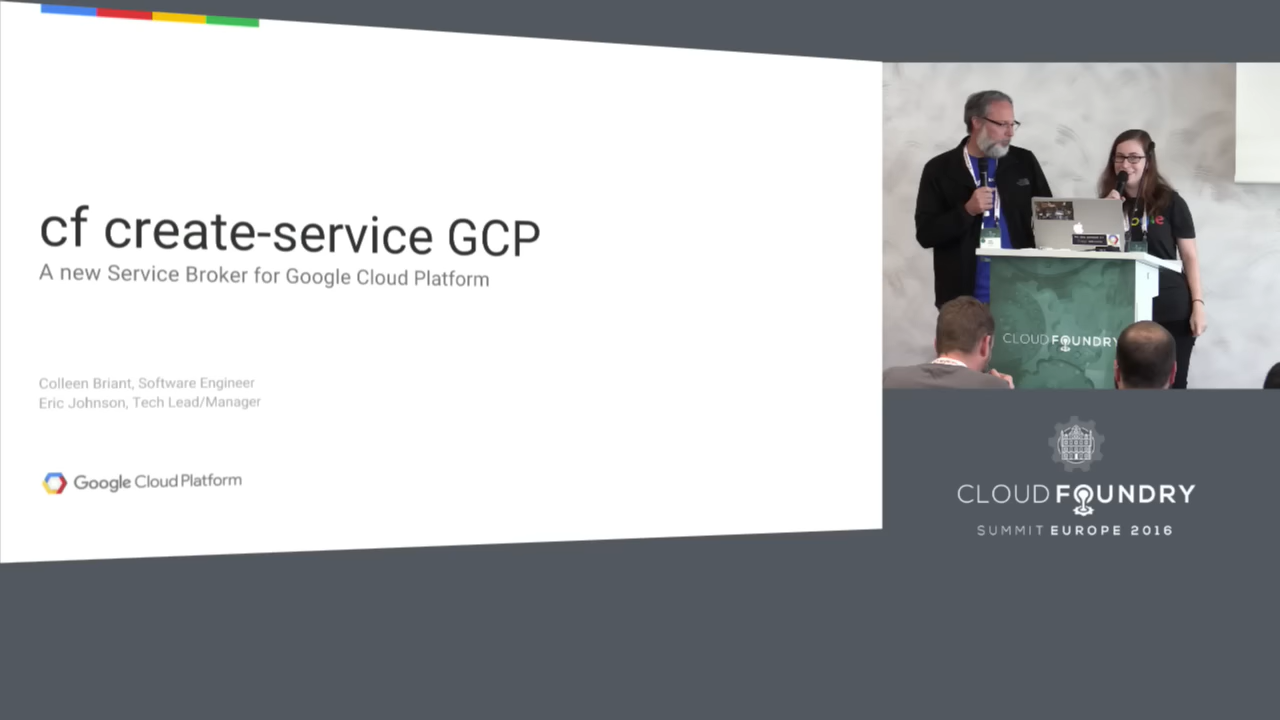 cf create-service GCP
A new Service Broker for Google Cloud Platform
Colleen Briant, Software Engineer
Eric Johnson, Tech Lead/Manager
Google Cloud Platform
CLOUD FOUNDRY
CLOUD FOUNDRY
SUMMIT EUROPE 2016